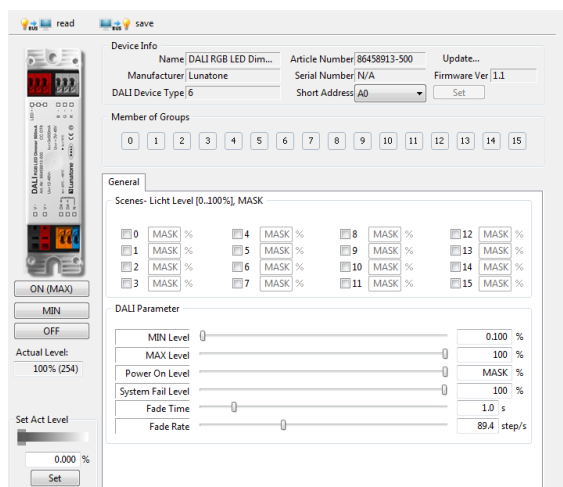 read save
Device Info
Name DALI RGB LED Dim... Article Number 86458913-500 Update...
Manufacturer Lunatone Serial Number N/A Firmware Ver 1.1
DALI Device Type 6 Short Address A0 Set
Member of Groups
0 1 2 3 4 5 6 7 8 9 10 11 12 13 14 15
General
Scenes- Licht Level [0..100%], MASK
0 MASK % 4 MASK % 8 MASK % 12 MASK %
1 MASK % 5 MASK % 9 MASK % 13 MASK %
2 MASK % 6 MASK % 10 MASK % 14 MASK %
3 MASK % 7 MASK % 11 MASK % 15 MASK %
DALI Parameter
MIN Level 0.100 %
MAX Level 100 %
Power On Level MASK %
System Fail Level 100 %
Fade Time 1.0 s
Fade Rate 89.4 step/s
DALI RGB LED Dimmer
Lunatone
ON (MAX)
MIN
OFF
Actual Level:
100% (254)
Set Act Level
0.000 %
Set